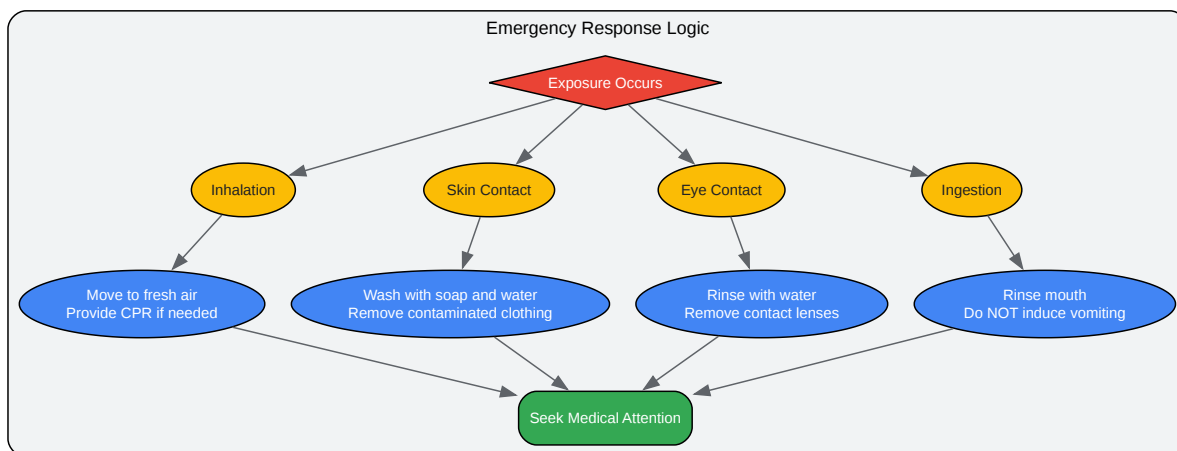 Emergency Response Logic
Exposure Occurs
Inhalation
Skin Contact
Eye Contact
Ingestion
Move to fresh air
Provide CPR if needed
Wash with soap and water
Remove contaminated clothing
Rinse with water
Remove contact lenses
Rinse mouth
Do NOT induce vomiting
Seek Medical Attention